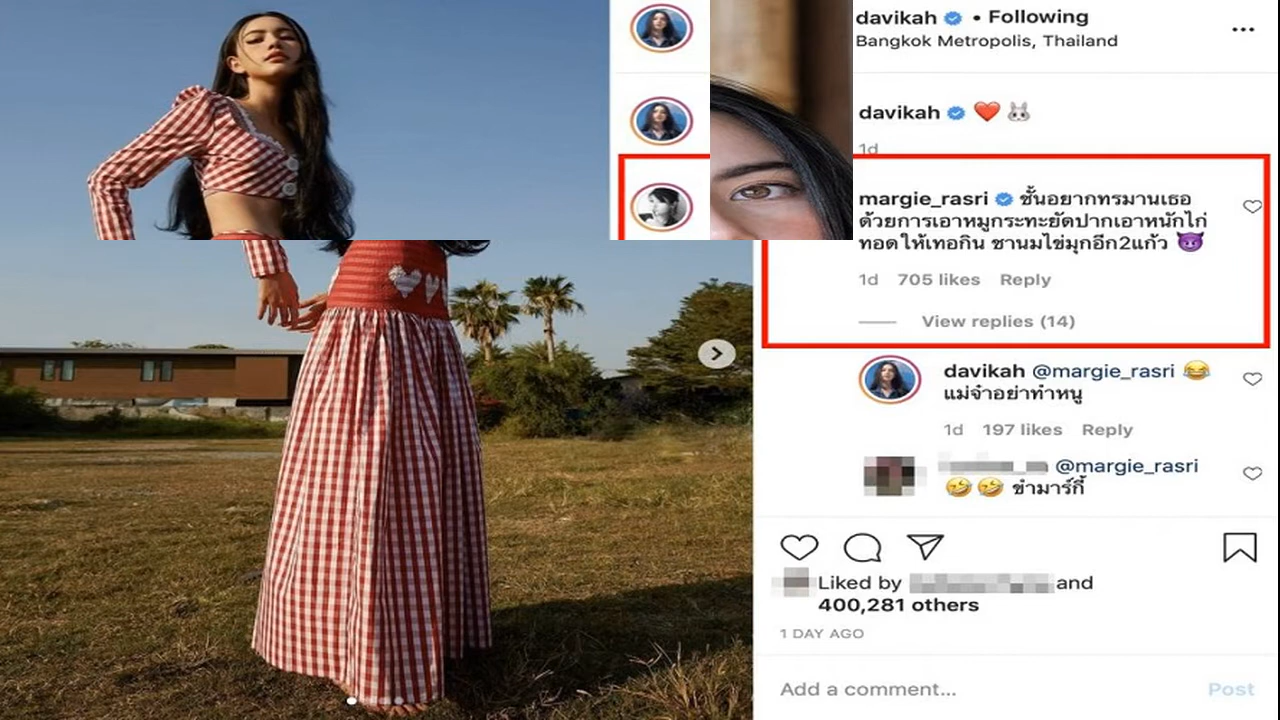 davikah • Following
Bangkok Metropolis, Thailand
davikah ❤️🐰
1d
margie_rasri ชั้นอยากทรมานเธอ
ด้วยการเอาหมูกระทะยัดปากเอาหนักไก่
ทอดให้เทอกิน ชานมไข่มุกอีก2แก้ว 😈
1d 705 likes Reply
View replies (14)
davikah @margie_rasri 😂
แม่จ๋าอย่าทำหนู
1d 197 likes Reply
@margie_rasri
🤣🤣 ขำมาร์กี้
Liked by and
400,281 others
1 DAY AGO
Add a comment... Post